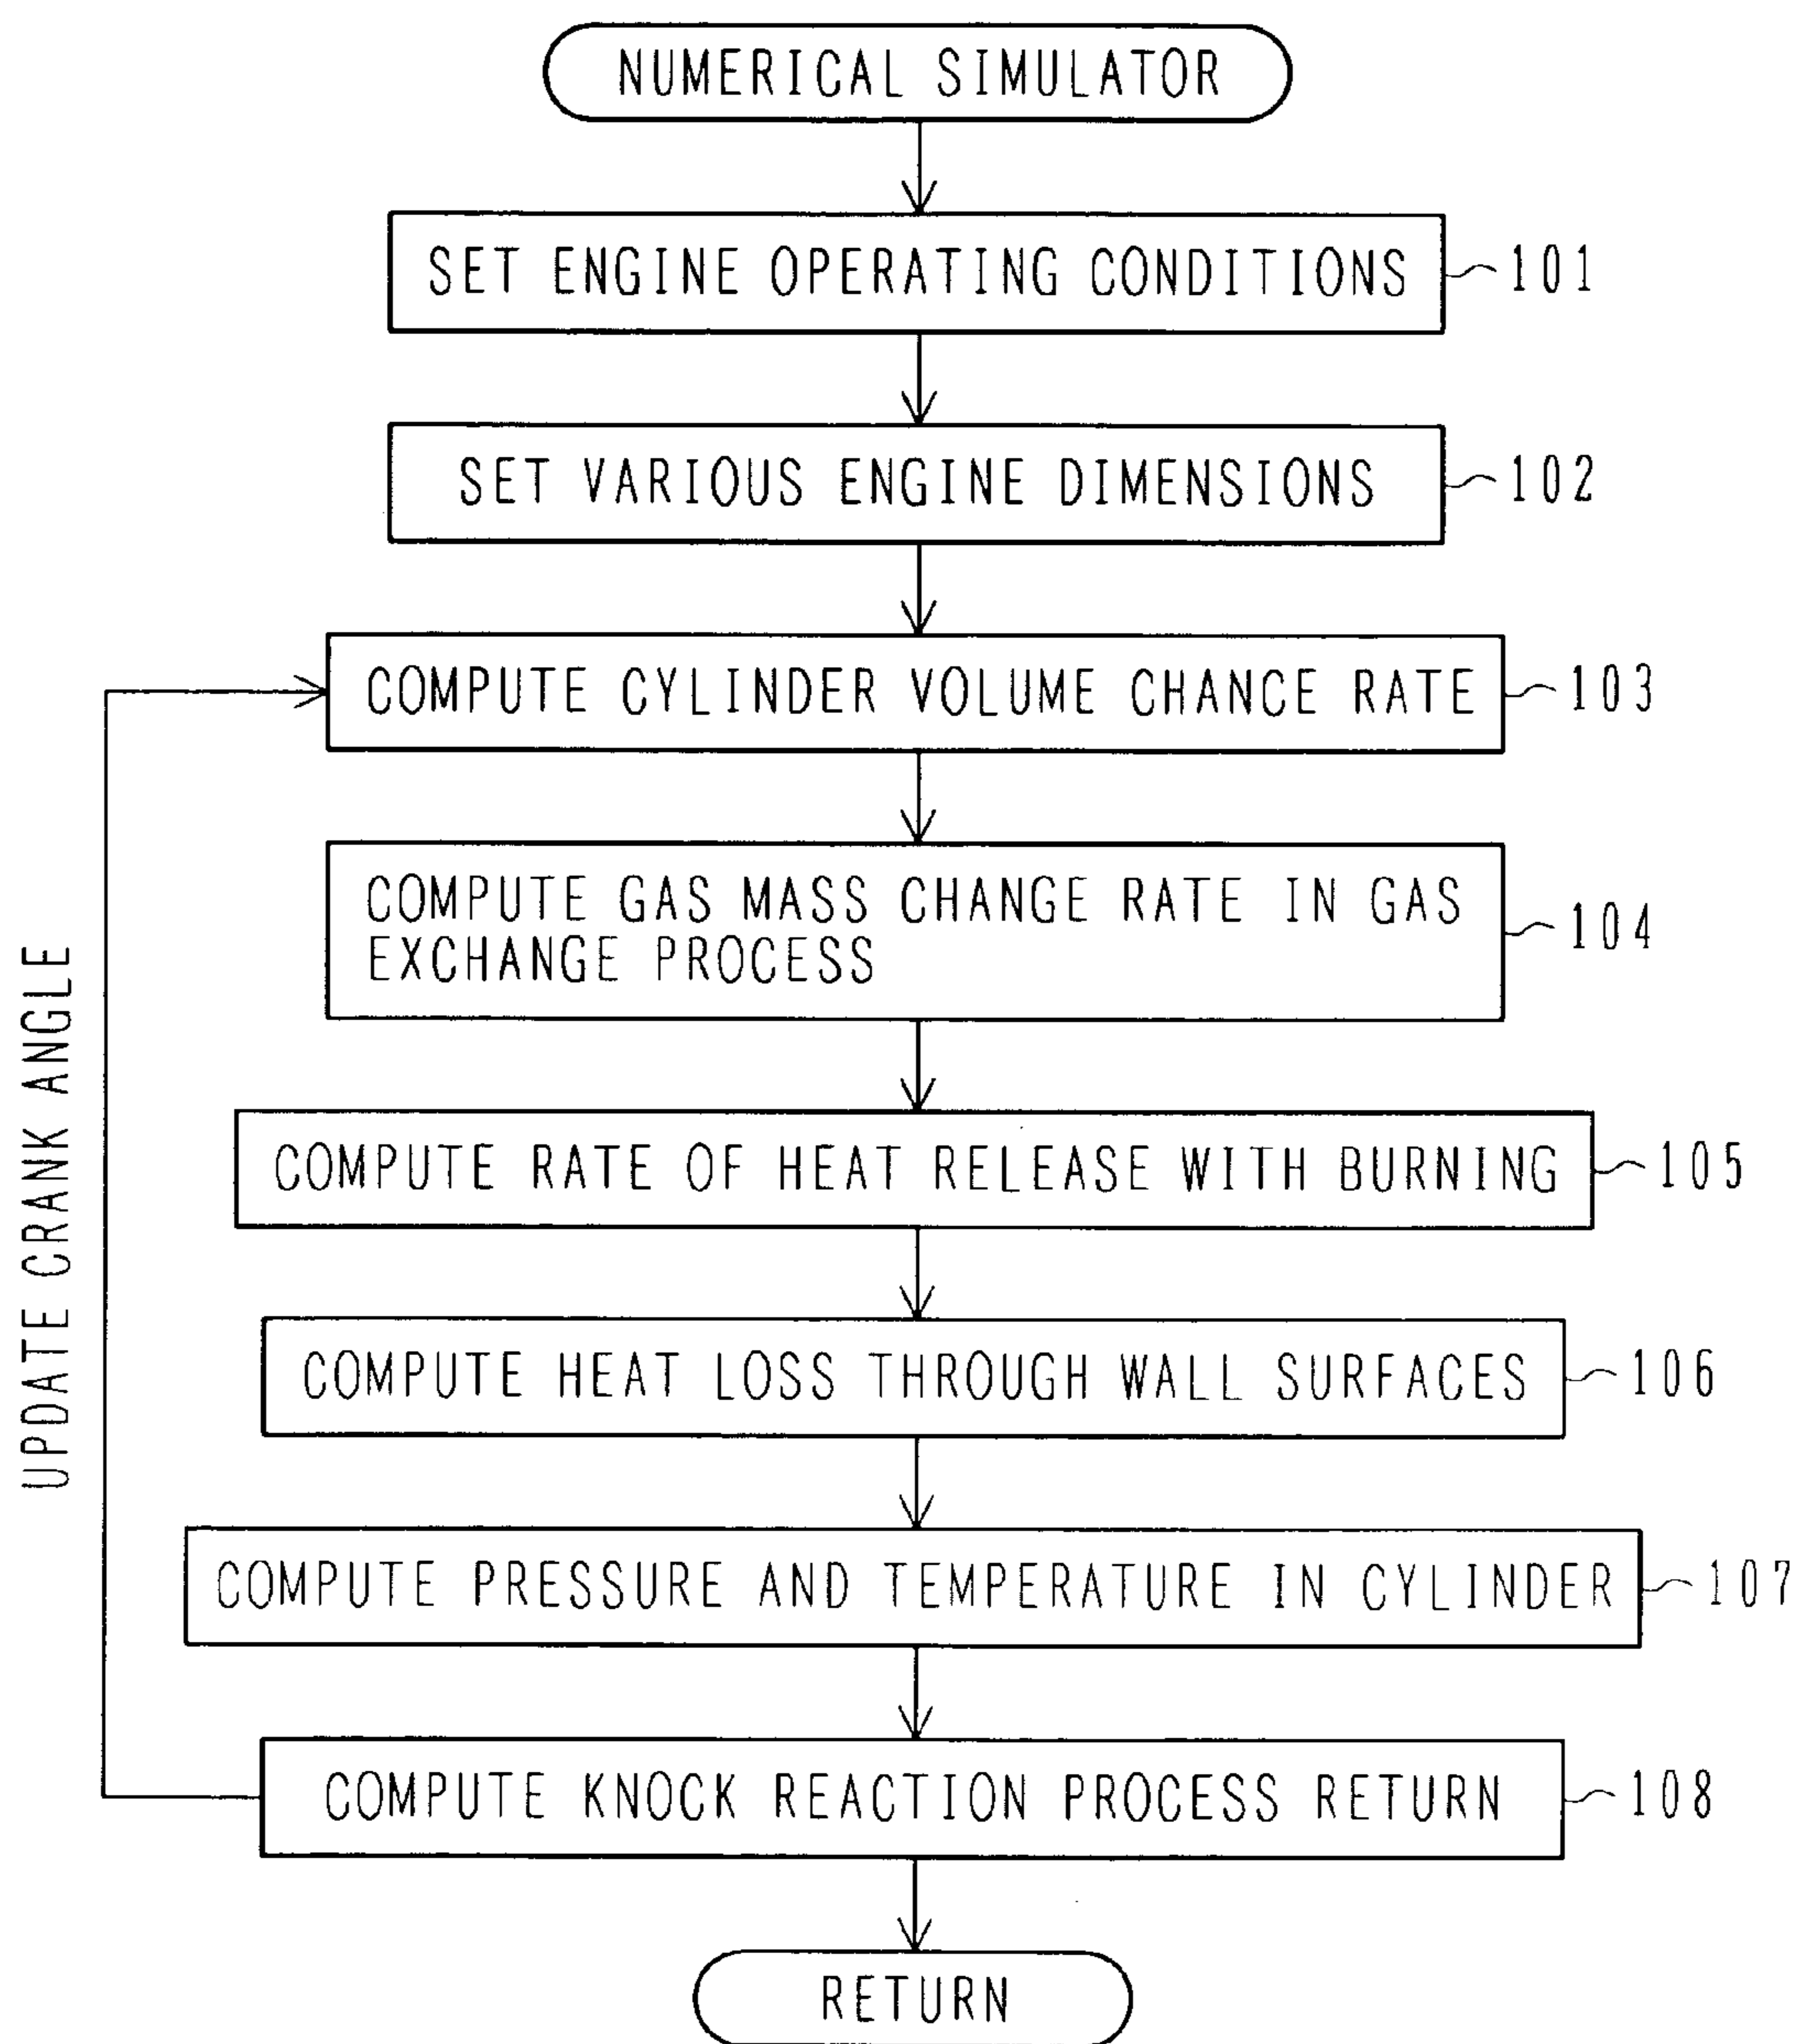 NUMERICAL SIMULATOR
SET ENGINE OPERATING CONDITIONS
101
SET VARIOUS ENGINE DIMENSIONS
102
COMPUTE CYLINDER VOLUME CHANCE RATE
103
COMPUTE GAS MASS CHANGE RATE IN GAS
EXCHANGE PROCESS
104
UPDATE CRANK ANGLE
COMPUTE RATE OF HEAT RELEASE WITH BURNING
105
COMPUTE HEAT LOSS THROUGH WALL SURFACES
106
COMPUTE PRESSURE AND TEMPERATURE IN CYLINDER
107
COMPUTE KNOCK REACTION PROCESS RETURN
108
RETURN